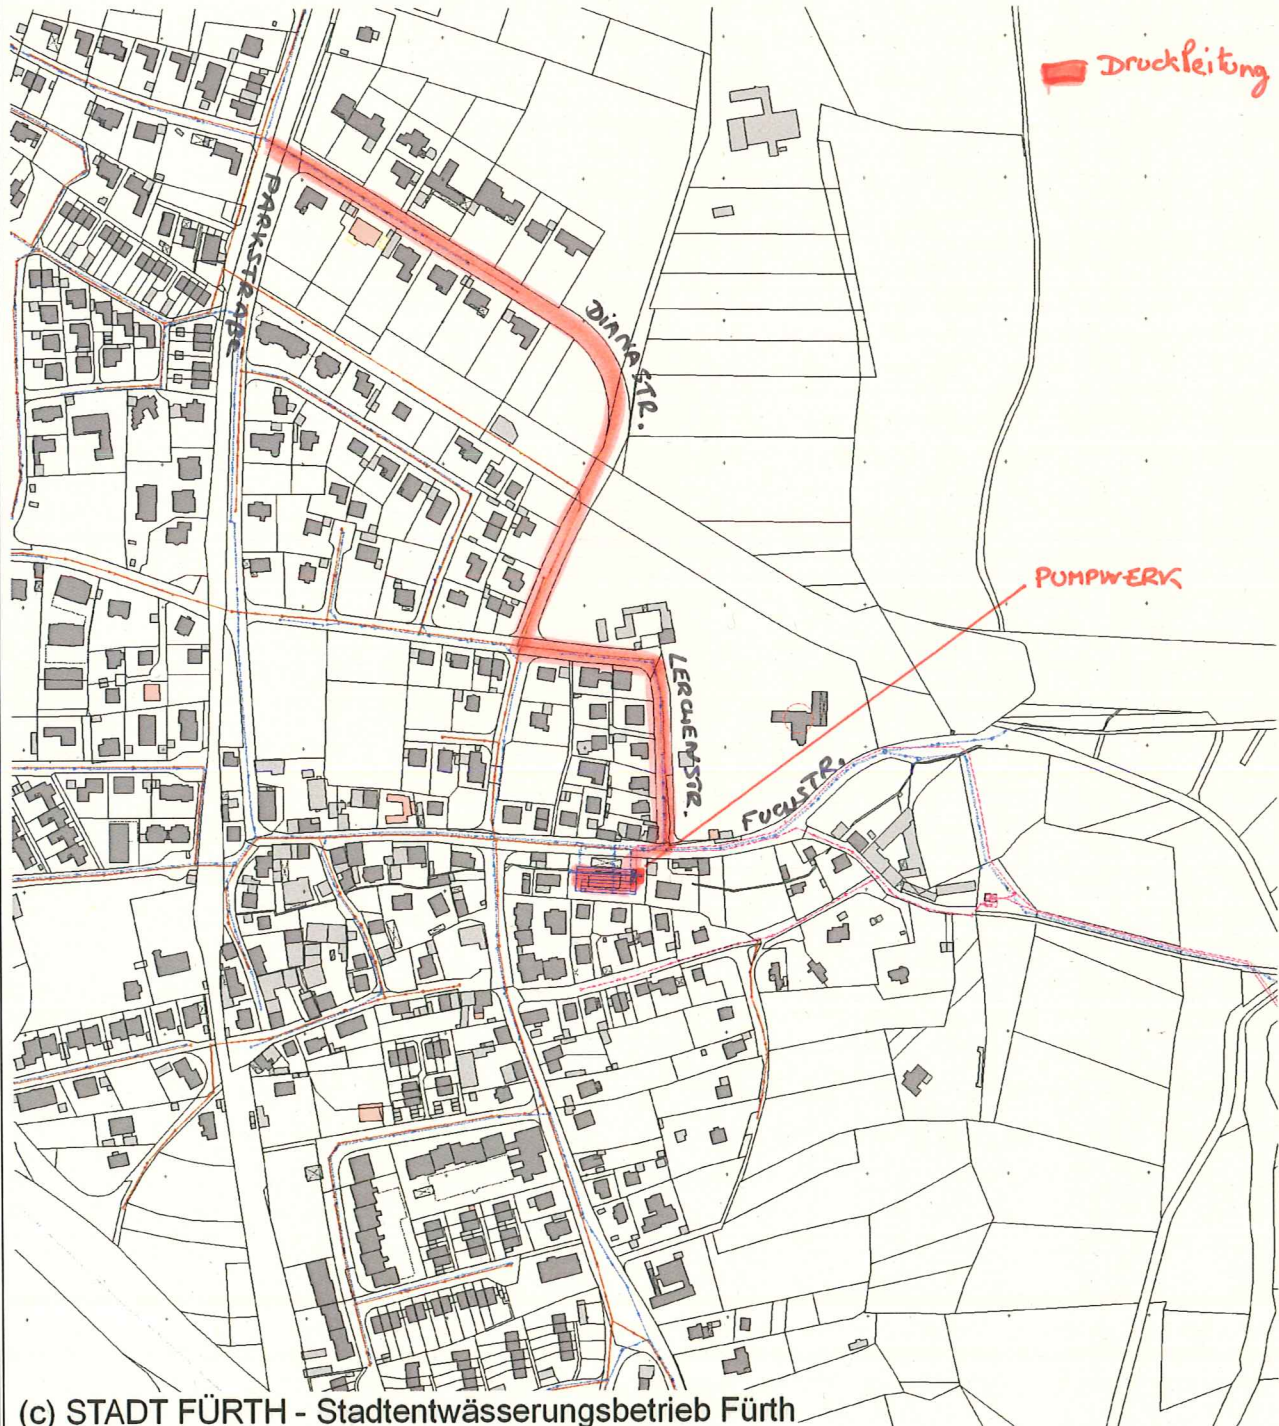 Druckleitung
PARKSTRAßE
DIANASTR.
PUMPWERK
LERCHENSTR.
FUCHSTR.
(c) STADT FÜRTH - Stadtentwässerungsbetrieb Fürth